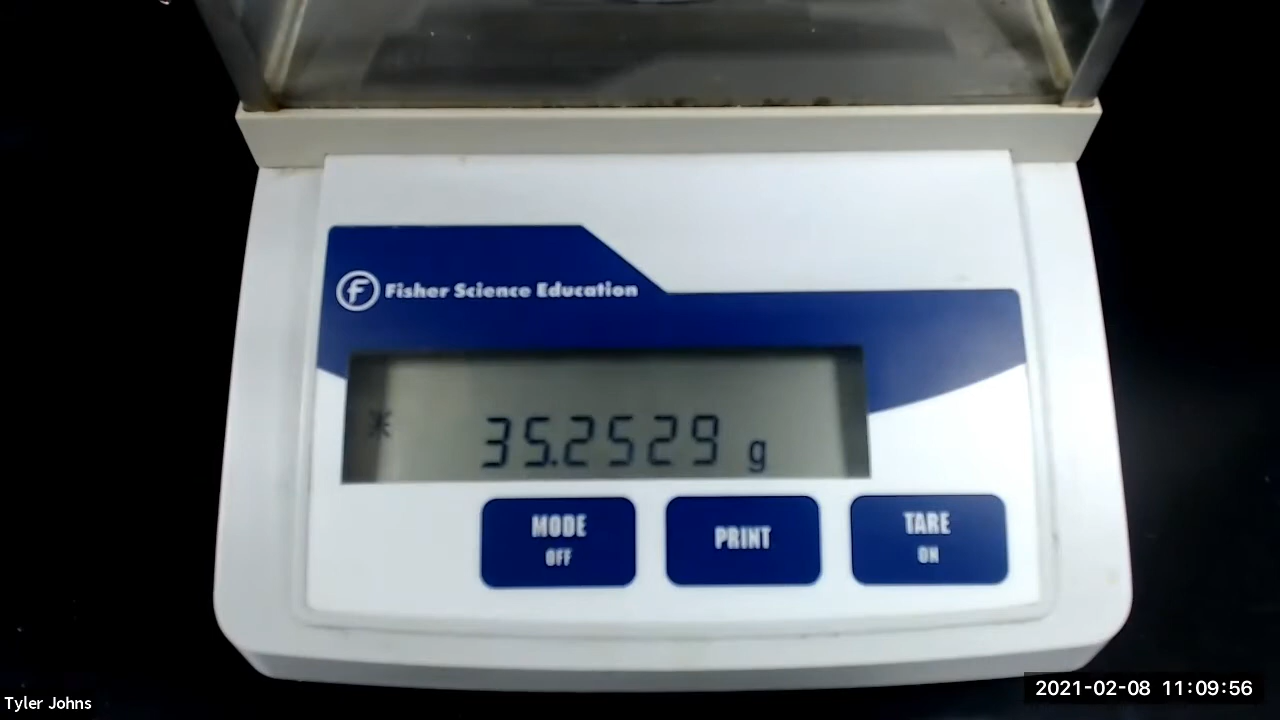 Fisher Science Education
35.2529 g
MODE
OFF
PRINT
TARE
ON
Tyler Johns
2021-02-08 11:09:56